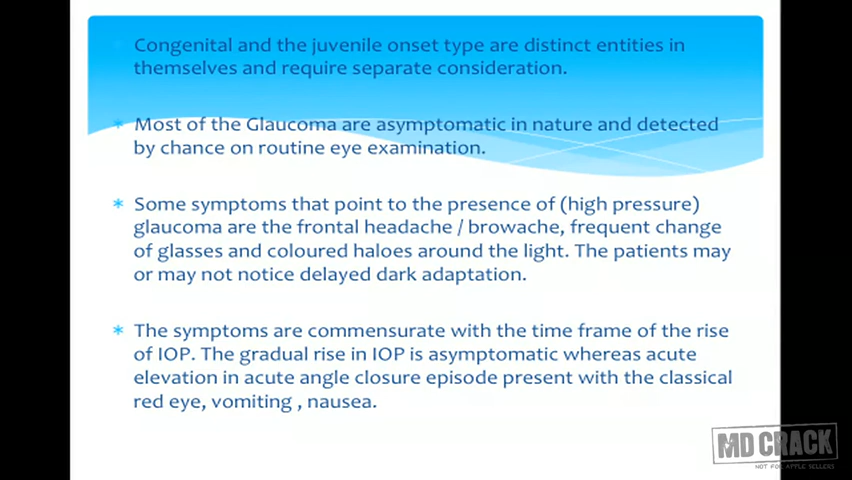 Congenital and the juvenile onset type are distinct entities in
themselves and require separate consideration.
Most of the Glaucoma are asymptomatic in nature and detected
by chance on routine eye examination.
Some symptoms that point to the presence of (high pressure)
glaucoma are the frontal headache / browache, frequent change
of glasses and coloured haloes around the light. The patients may
or may not notice delayed dark adaptation.
The symptoms are commensurate with the time frame of the rise
of IOP. The gradual rise in IOP is asymptomatic whereas acute
elevation in acute angle closure episode present with the classical
red eye, vomiting , nausea.
MD CRACK
NOT FOR APPLE SELLERS